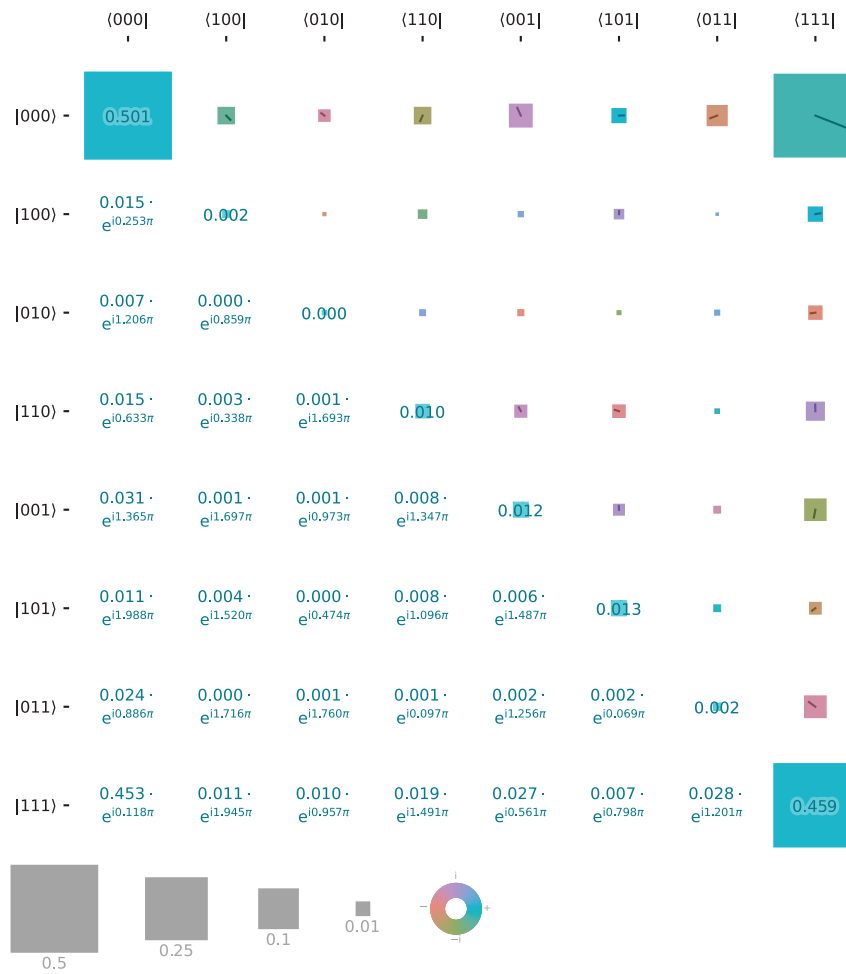 ⟨000| ⟨100| ⟨010| ⟨110| ⟨001| ⟨101| ⟨011| ⟨111|
|000⟩ 0.501
|100⟩ 0.015 · e^{i0.253π} 0.002
|010⟩ 0.007 · e^{i1.206π} 0.000 · e^{i0.859π} 0.000
|110⟩ 0.015 · e^{i0.633π} 0.003 · e^{i0.338π} 0.001 · e^{i1.693π} 0.010
|001⟩ 0.031 · e^{i1.365π} 0.001 · e^{i1.697π} 0.001 · e^{i0.973π} 0.008 · e^{i1.347π} 0.012
|101⟩ 0.011 · e^{i1.988π} 0.004 · e^{i1.520π} 0.000 · e^{i0.474π} 0.008 · e^{i1.096π} 0.006 · e^{i1.487π} 0.013
|011⟩ 0.024 · e^{i0.886π} 0.000 · e^{i1.716π} 0.001 · e^{i1.760π} 0.001 · e^{i0.097π} 0.002 · e^{i1.256π} 0.002 · e^{i0.069π} 0.002
|111⟩ 0.453 · e^{i0.118π} 0.011 · e^{i1.945π} 0.010 · e^{i0.957π} 0.019 · e^{i1.491π} 0.027 · e^{i0.561π} 0.007 · e^{i0.798π} 0.028 · e^{i1.201π} 0.459
i
− +
−i
0.5 0.25 0.1 0.01